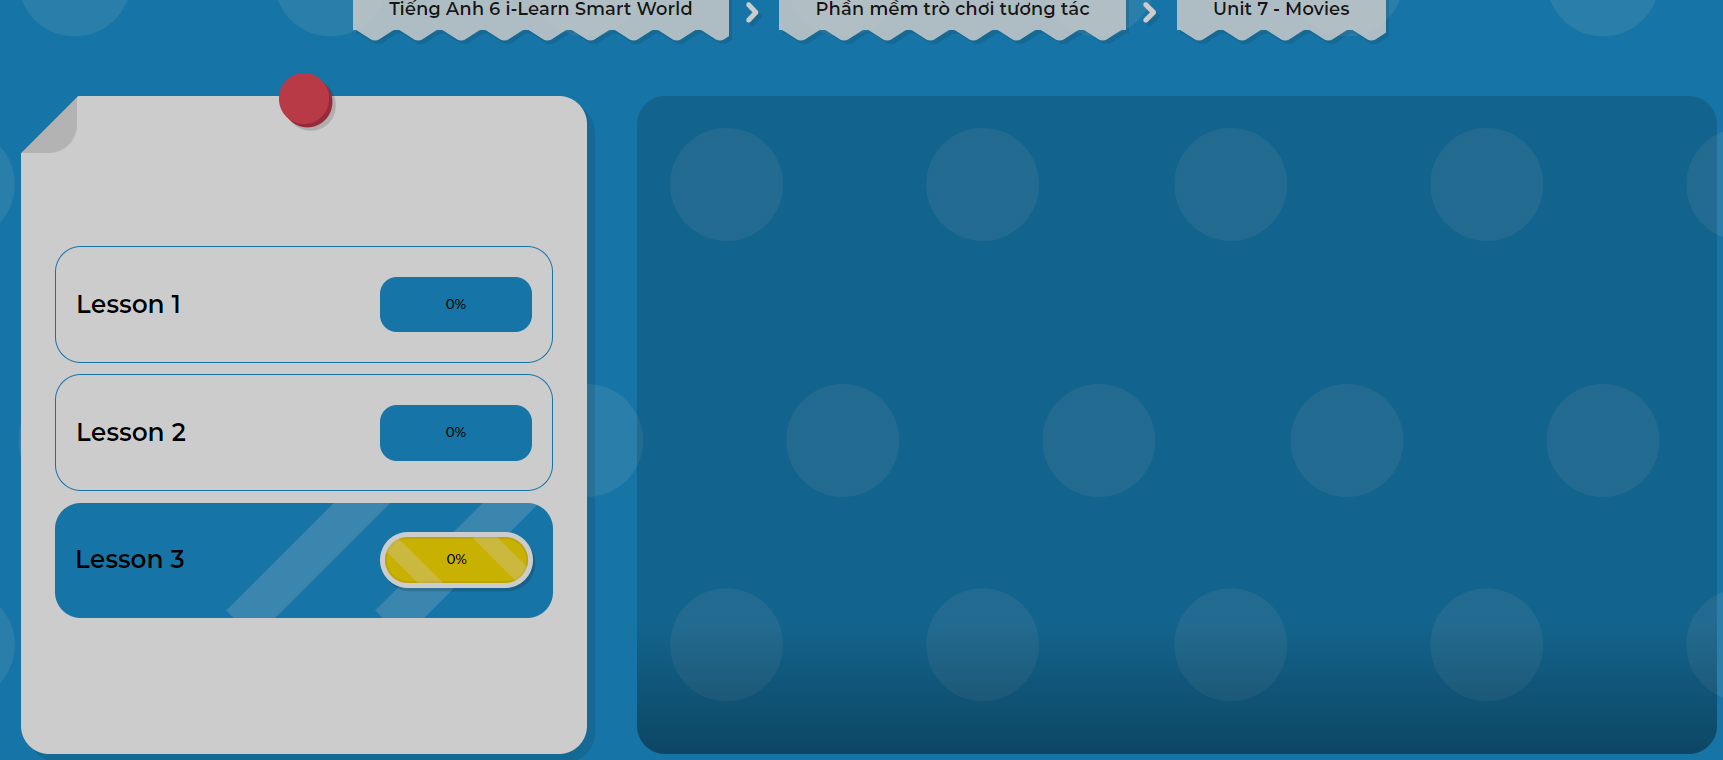 Tiếng Anh 6 i-Learn Smart World
Phần mềm trò chơi tương tác
Unit 7 - Movies
Lesson 1
0%
Lesson 2
0%
Lesson 3
0%